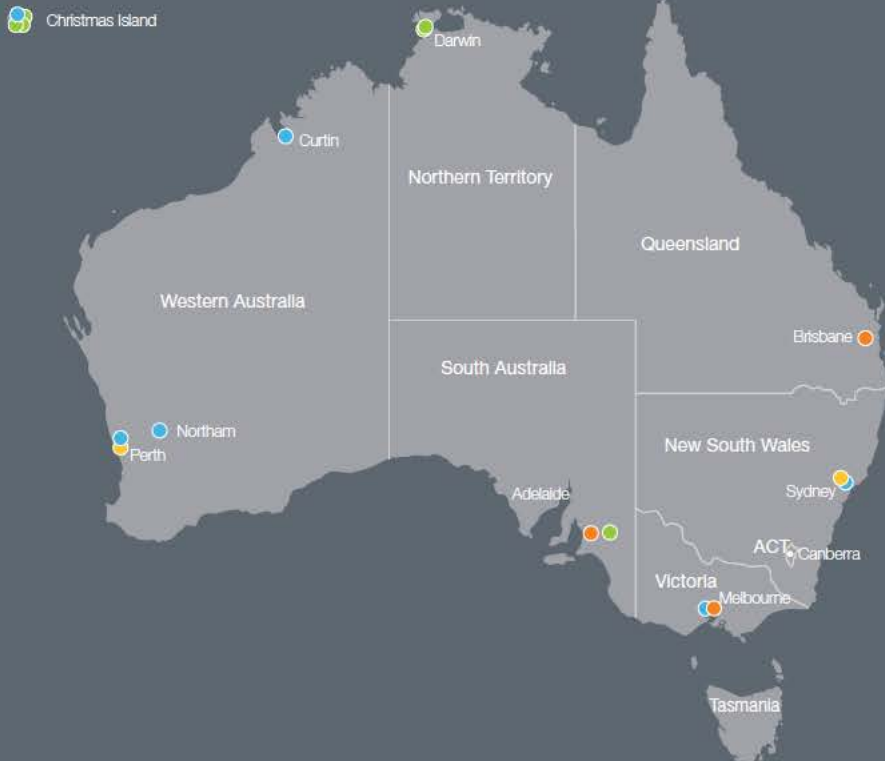 Christmas Island
Darwin
Curtin
Northern Territory
Queensland
Western Australia
Brisbane
South Australia
Northam
New South Wales
Perth
Adelaide
Sydney
ACT
Canberra
Victoria
Melbourne
Tasmania